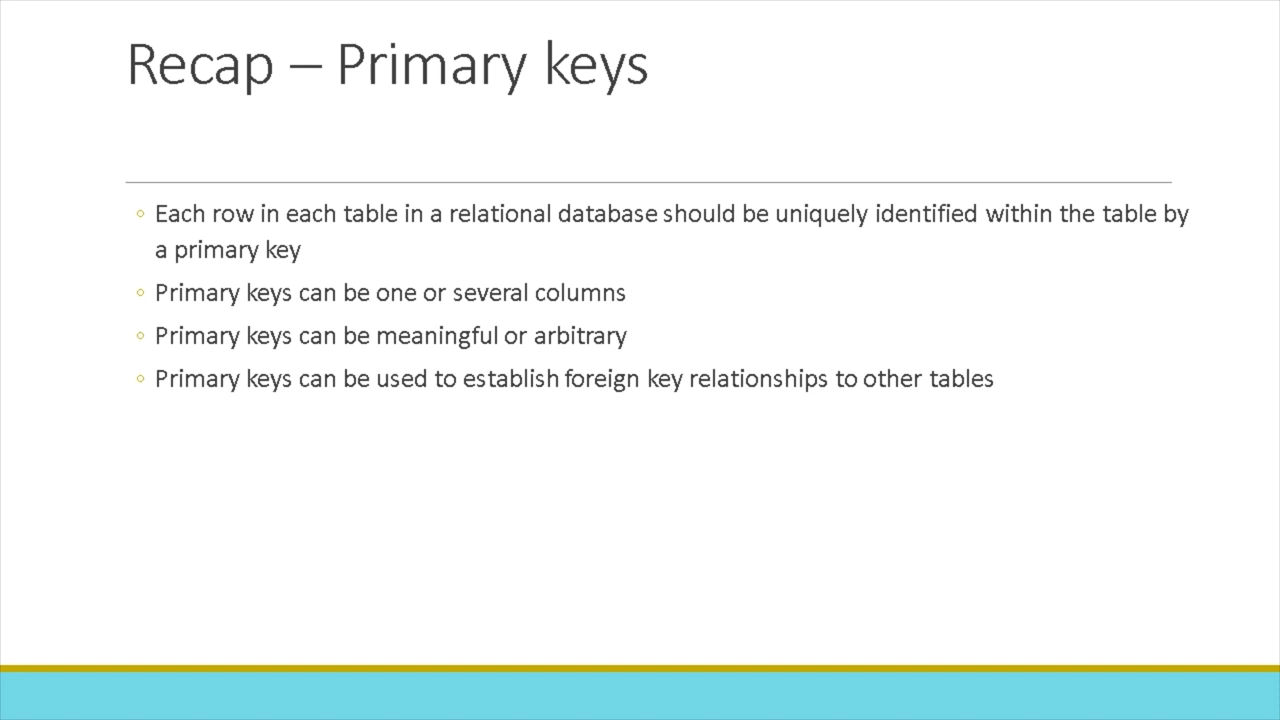 Recap – Primary keys
◦ Each row in each table in a relational database should be uniquely identified within the table by
a primary key
◦ Primary keys can be one or several columns
◦ Primary keys can be meaningful or arbitrary
◦ Primary keys can be used to establish foreign key relationships to other tables